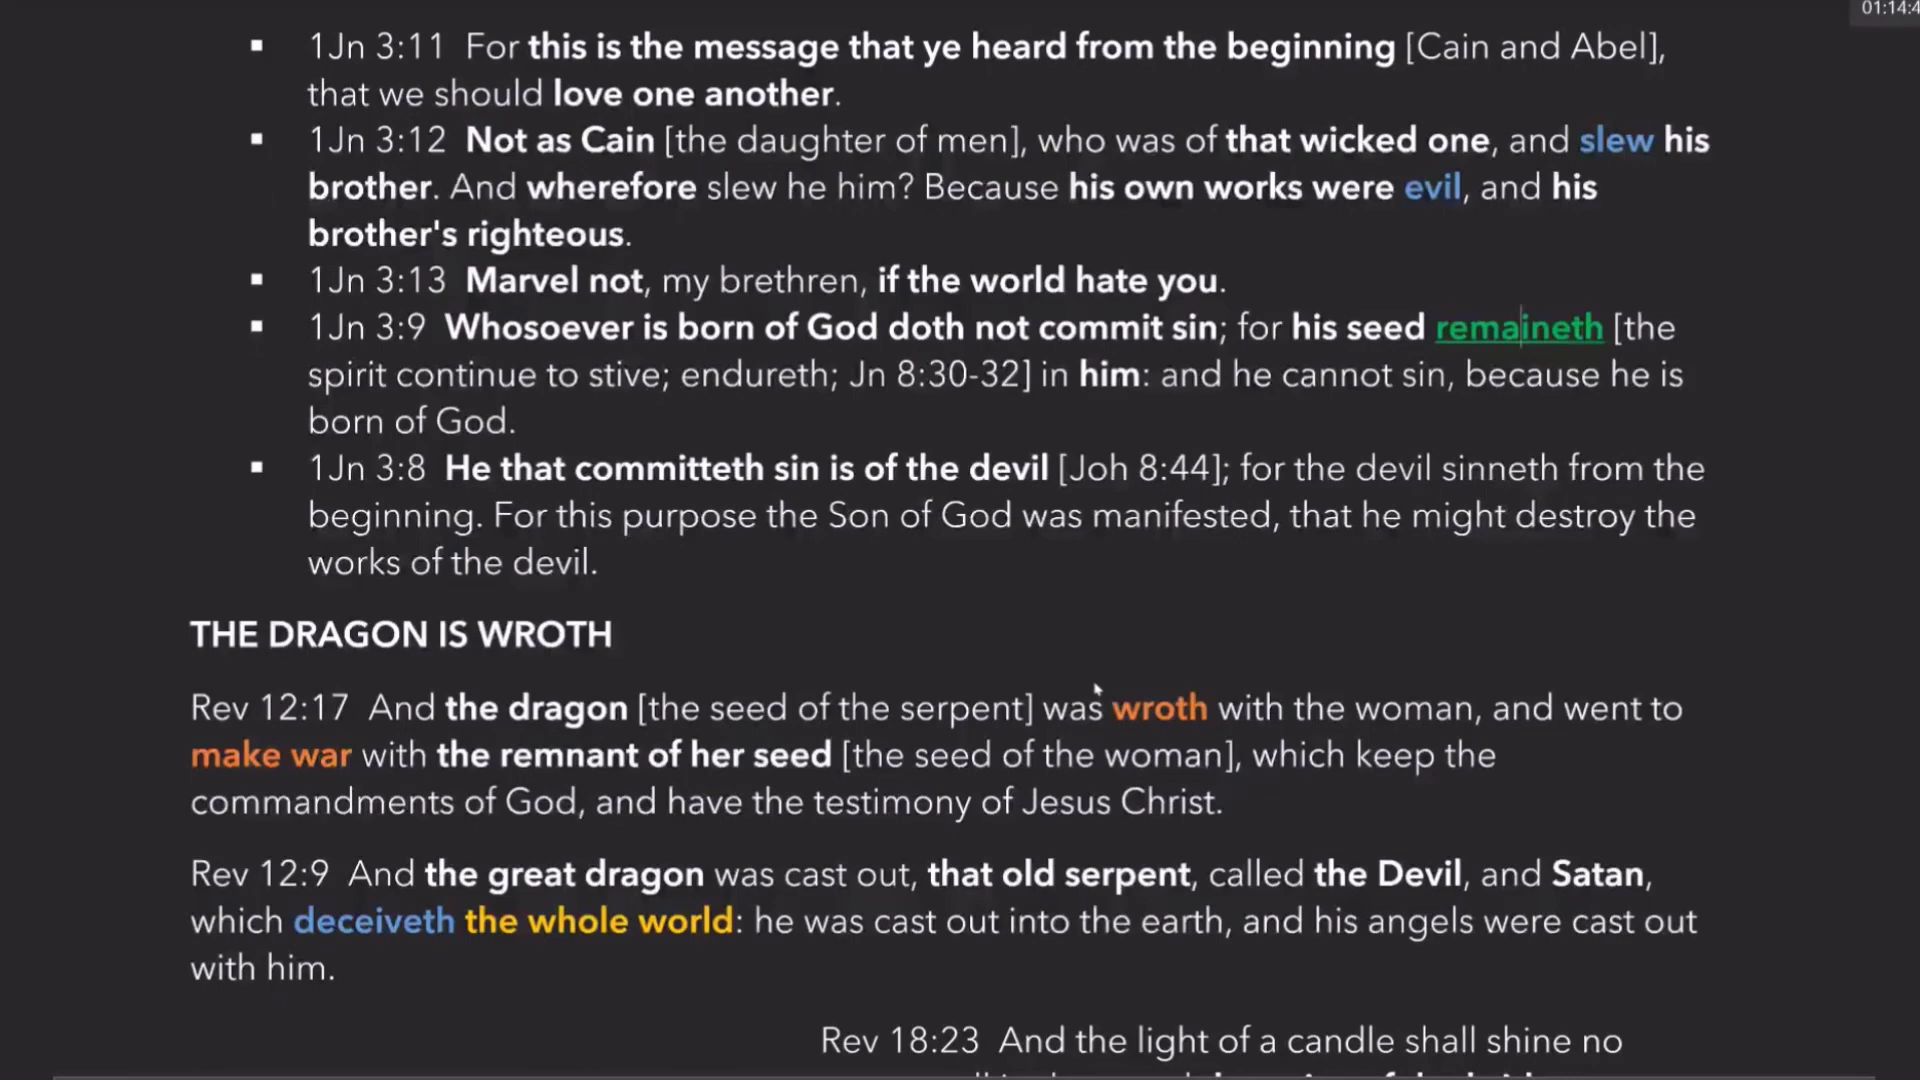 01:14:4
▪ 1Jn 3:11 For this is the message that ye heard from the beginning [Cain and Abel],
that we should love one another.
▪ 1Jn 3:12 Not as Cain [the daughter of men], who was of that wicked one, and slew his
brother. And wherefore slew he him? Because his own works were evil, and his
brother's righteous.
▪ 1Jn 3:13 Marvel not, my brethren, if the world hate you.
▪ 1Jn 3:9 Whosoever is born of God doth not commit sin; for his seed remaineth [the
spirit continue to stive; endureth; Jn 8:30-32] in him: and he cannot sin, because he is
born of God.
▪ 1Jn 3:8 He that committeth sin is of the devil [Joh 8:44]; for the devil sinneth from the
beginning. For this purpose the Son of God was manifested, that he might destroy the
works of the devil.
THE DRAGON IS WROTH
Rev 12:17 And the dragon [the seed of the serpent] was wroth with the woman, and went to
make war with the remnant of her seed [the seed of the woman], which keep the
commandments of God, and have the testimony of Jesus Christ.
Rev 12:9 And the great dragon was cast out, that old serpent, called the Devil, and Satan,
which deceiveth the whole world: he was cast out into the earth, and his angels were cast out
with him.
Rev 18:23 And the light of a candle shall shine no